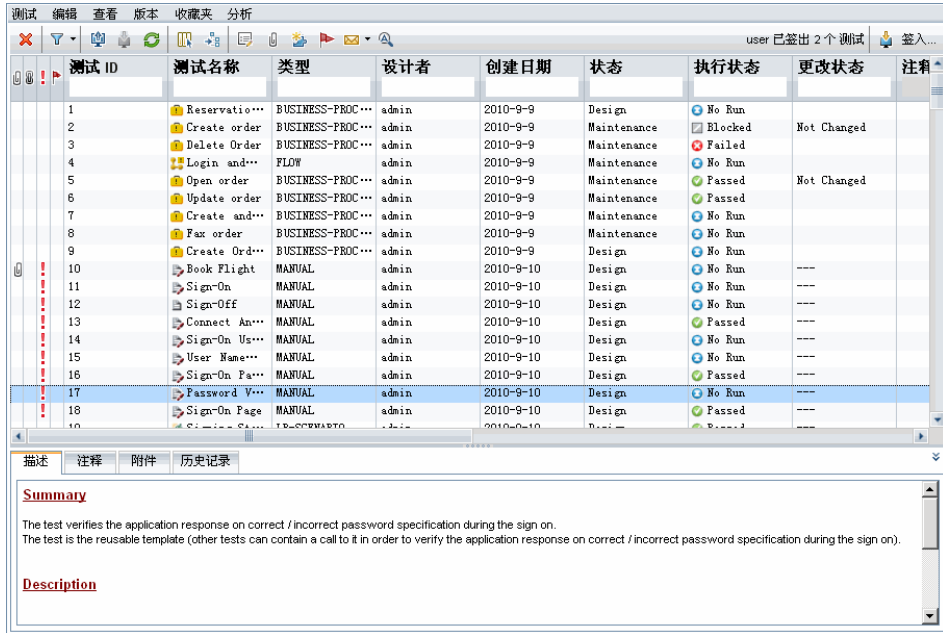 测试 编辑 查看 版本 收藏夹 分析
user 已签出 2 个 测试 签入...
测试 ID 测试名称 类型 设计者 创建日期 状态 执行状态 更改状态 注释
1 Reservatio... BUSINESS-PROC... admin 2010-9-9 Design No Run
2 Create order BUSINESS-PROC... admin 2010-9-9 Maintenance Blocked Not Changed
3 Delete Order BUSINESS-PROC... admin 2010-9-9 Maintenance Failed
4 Login and... FLOW admin 2010-9-9 Maintenance No Run
5 Open order BUSINESS-PROC... admin 2010-9-9 Maintenance Passed Not Changed
6 Update order BUSINESS-PROC... admin 2010-9-9 Maintenance Passed
7 Create and... BUSINESS-PROC... admin 2010-9-9 Maintenance No Run
8 Fax order BUSINESS-PROC... admin 2010-9-9 Maintenance No Run
9 Create Ord... BUSINESS-PROC... admin 2010-9-9 Design No Run
10 Book Flight MANUAL admin 2010-9-10 Design No Run ---
11 Sign-On MANUAL admin 2010-9-10 Design No Run ---
12 Sign-Off MANUAL admin 2010-9-10 Design No Run ---
13 Connect An... MANUAL admin 2010-9-10 Design Passed ---
14 Sign-On Us... MANUAL admin 2010-9-10 Design No Run ---
15 User Name... MANUAL admin 2010-9-10 Design No Run ---
16 Sign-On Pa... MANUAL admin 2010-9-10 Design Passed ---
17 Password V... MANUAL admin 2010-9-10 Design No Run ---
18 Sign-On Page MANUAL admin 2010-9-10 Design Passed ---
描述 注释 附件 历史记录
Summary
The test verifies the application response on correct / incorrect password specification during the sign on.
The test is the reusable template (other tests can contain a call to it in order to verify the application response on correct / incorrect password specification during the sign on).
Description